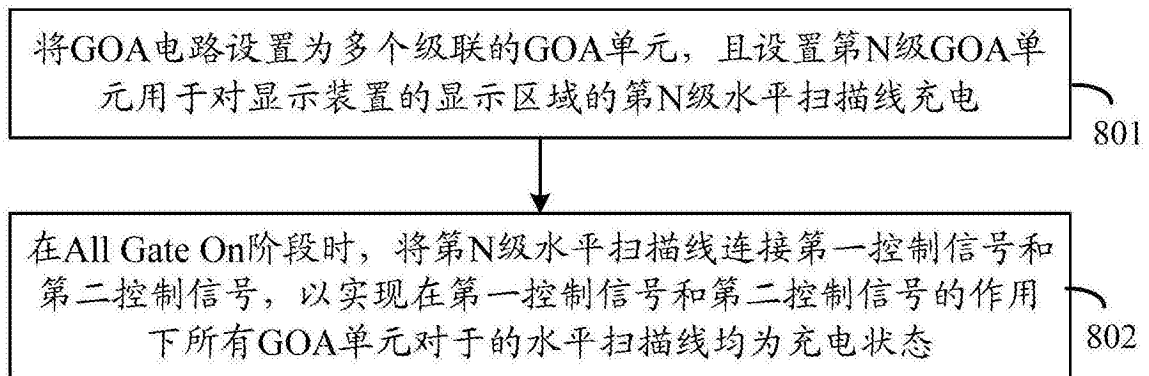 将GOA电路设置为多个级联的GOA单元，且设置第N级GOA单
元用于对显示装置的显示区域的第N级水平扫描线充电
801
在All Gate On阶段时，将第N级水平扫描线连接第一控制信号和
第二控制信号，以实现在第一控制信号和第二控制信号的作用
下所有GOA单元对于的水平扫描线均为充电状态
802